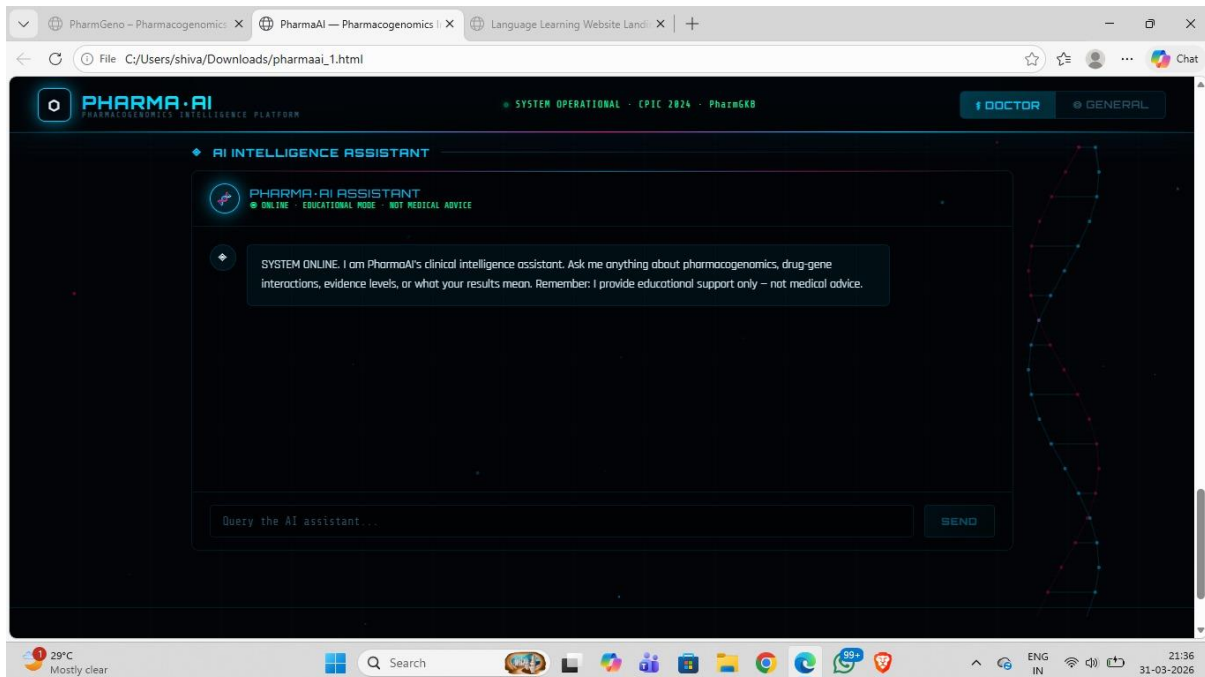 PharmGeno – Pharmacogenomics
PharmaAI — Pharmacogenomics I
Language Learning Website Landi
File C:/Users/shiva/Downloads/pharmaai_1.html
Chat
PHARMA·AI
PHARMACOGENOMICS INTELLIGENCE PLATFORM
SYSTEM OPERATIONAL · CPIC 2024 · PharmGKB
DOCTOR
GENERAL
AI INTELLIGENCE ASSISTANT
PHARMA·AI ASSISTANT
ONLINE · EDUCATIONAL MODE · NOT MEDICAL ADVICE
SYSTEM ONLINE. I am PharmaAI's clinical intelligence assistant. Ask me anything about pharmacogenomics, drug-gene
interactions, evidence levels, or what your results mean. Remember: I provide educational support only — not medical advice.
Query the AI assistant...
SEND
1
29°C
Mostly clear
Search
99+
ENG
IN
21:36
31-03-2026